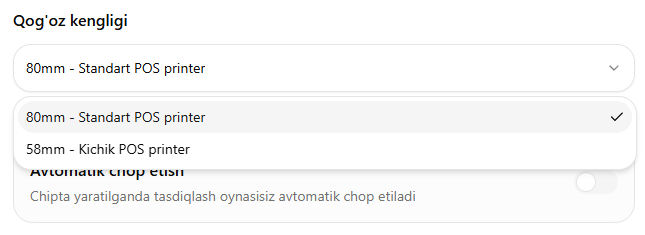 Qog'oz kengligi
80mm - Standart POS printer
80mm - Standart POS printer
58mm - Kichik POS printer
Avtomatik chop etish
Chipta yaratilganda tasdiqlash oynasisiz avtomatik chop etiladi